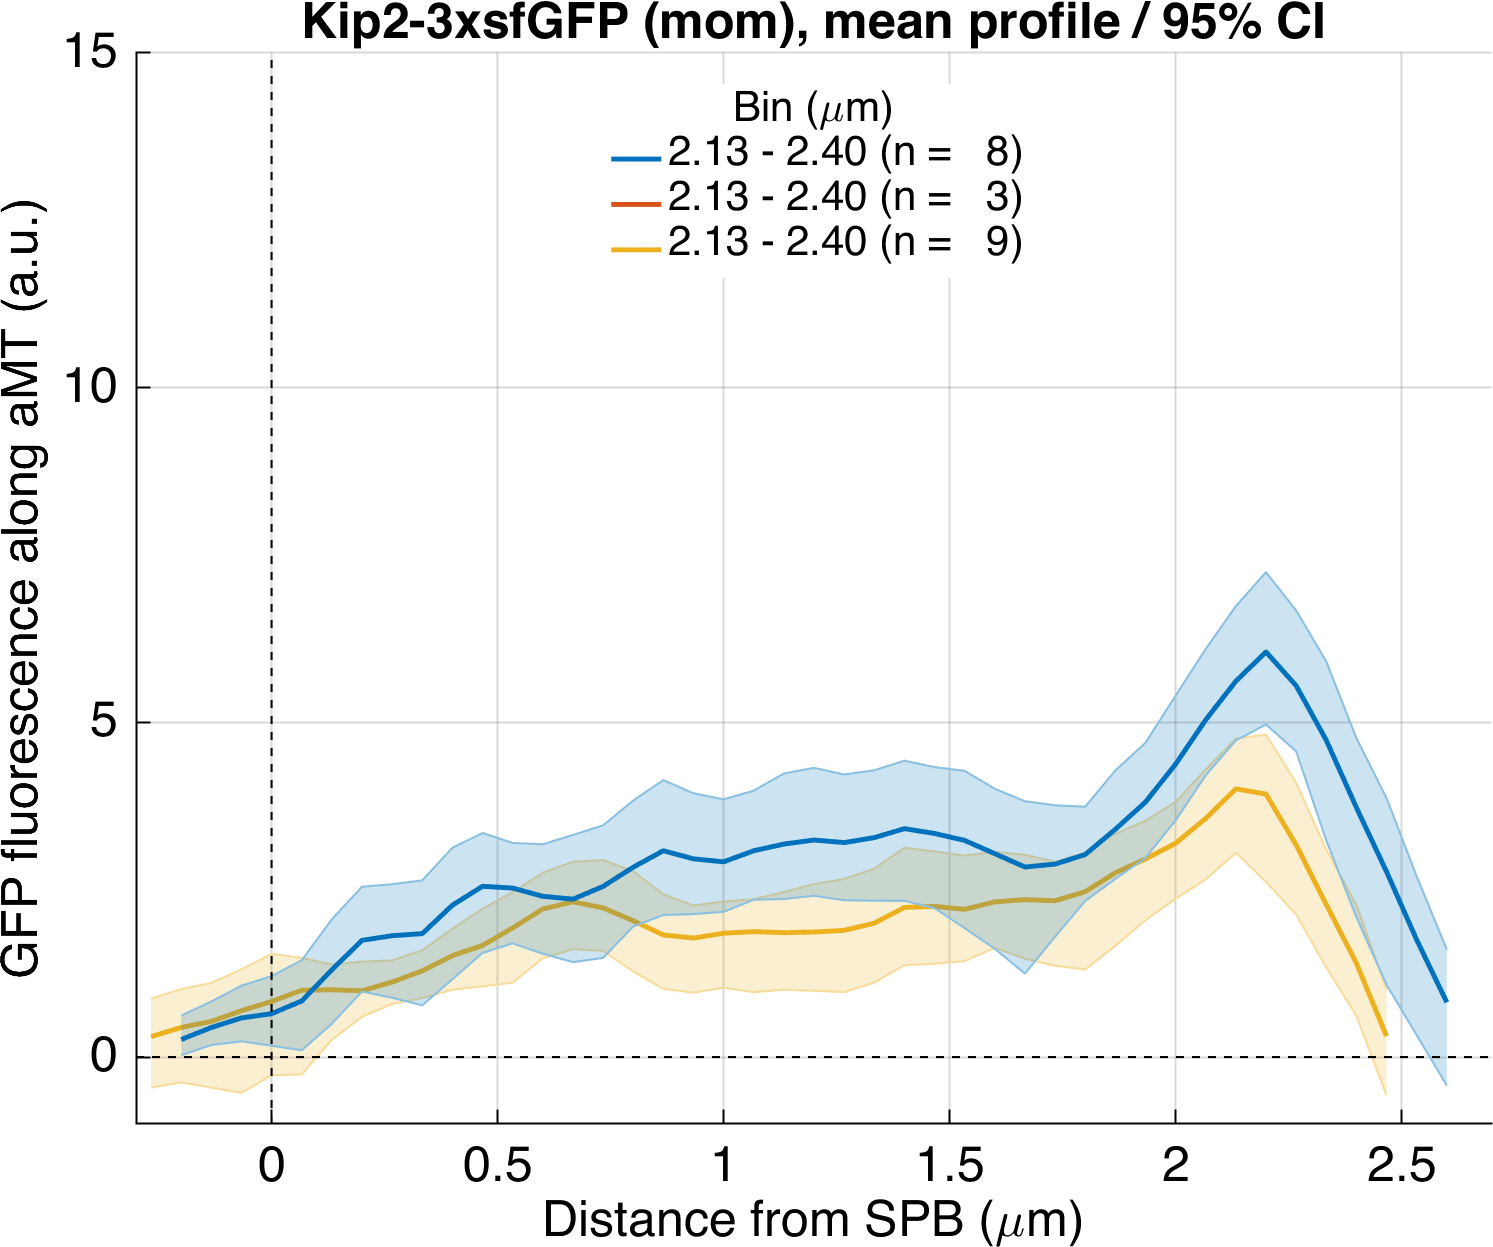 Kip2-3xsfGFP (mom), mean profile / 95% CI
Bin (μm)
2.13 - 2.40 (n = 8)
2.13 - 2.40 (n = 3)
2.13 - 2.40 (n = 9)
GFP fluorescence along aMT (a.u.)
15
10
5
0
0 0.5 1 1.5 2 2.5
Distance from SPB (μm)